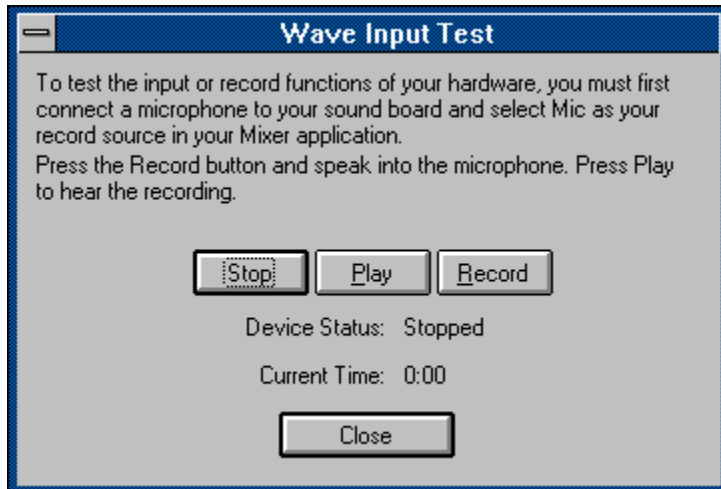 Wave Input Test
To test the input or record functions of your hardware, you must first
connect a microphone to your sound board and select Mic as your
record source in your Mixer application.
Press the Record button and speak into the microphone. Press Play
to hear the recording.
Stop Play Record
Device Status: Stopped
Current Time: 0:00
Close